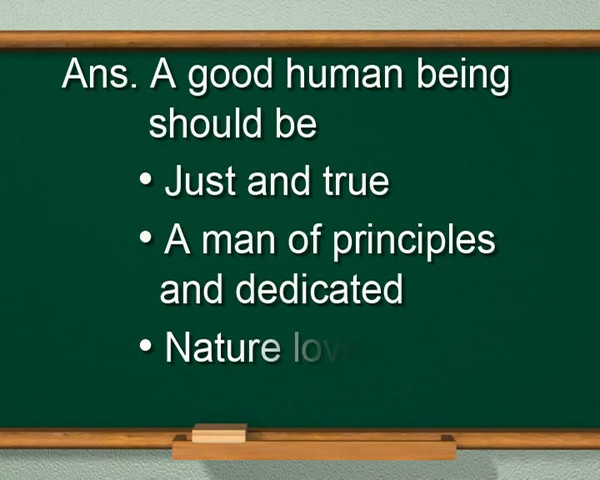 Ans. A good human being
should be
• Just and true
• A man of principles
and dedicated
• Nature